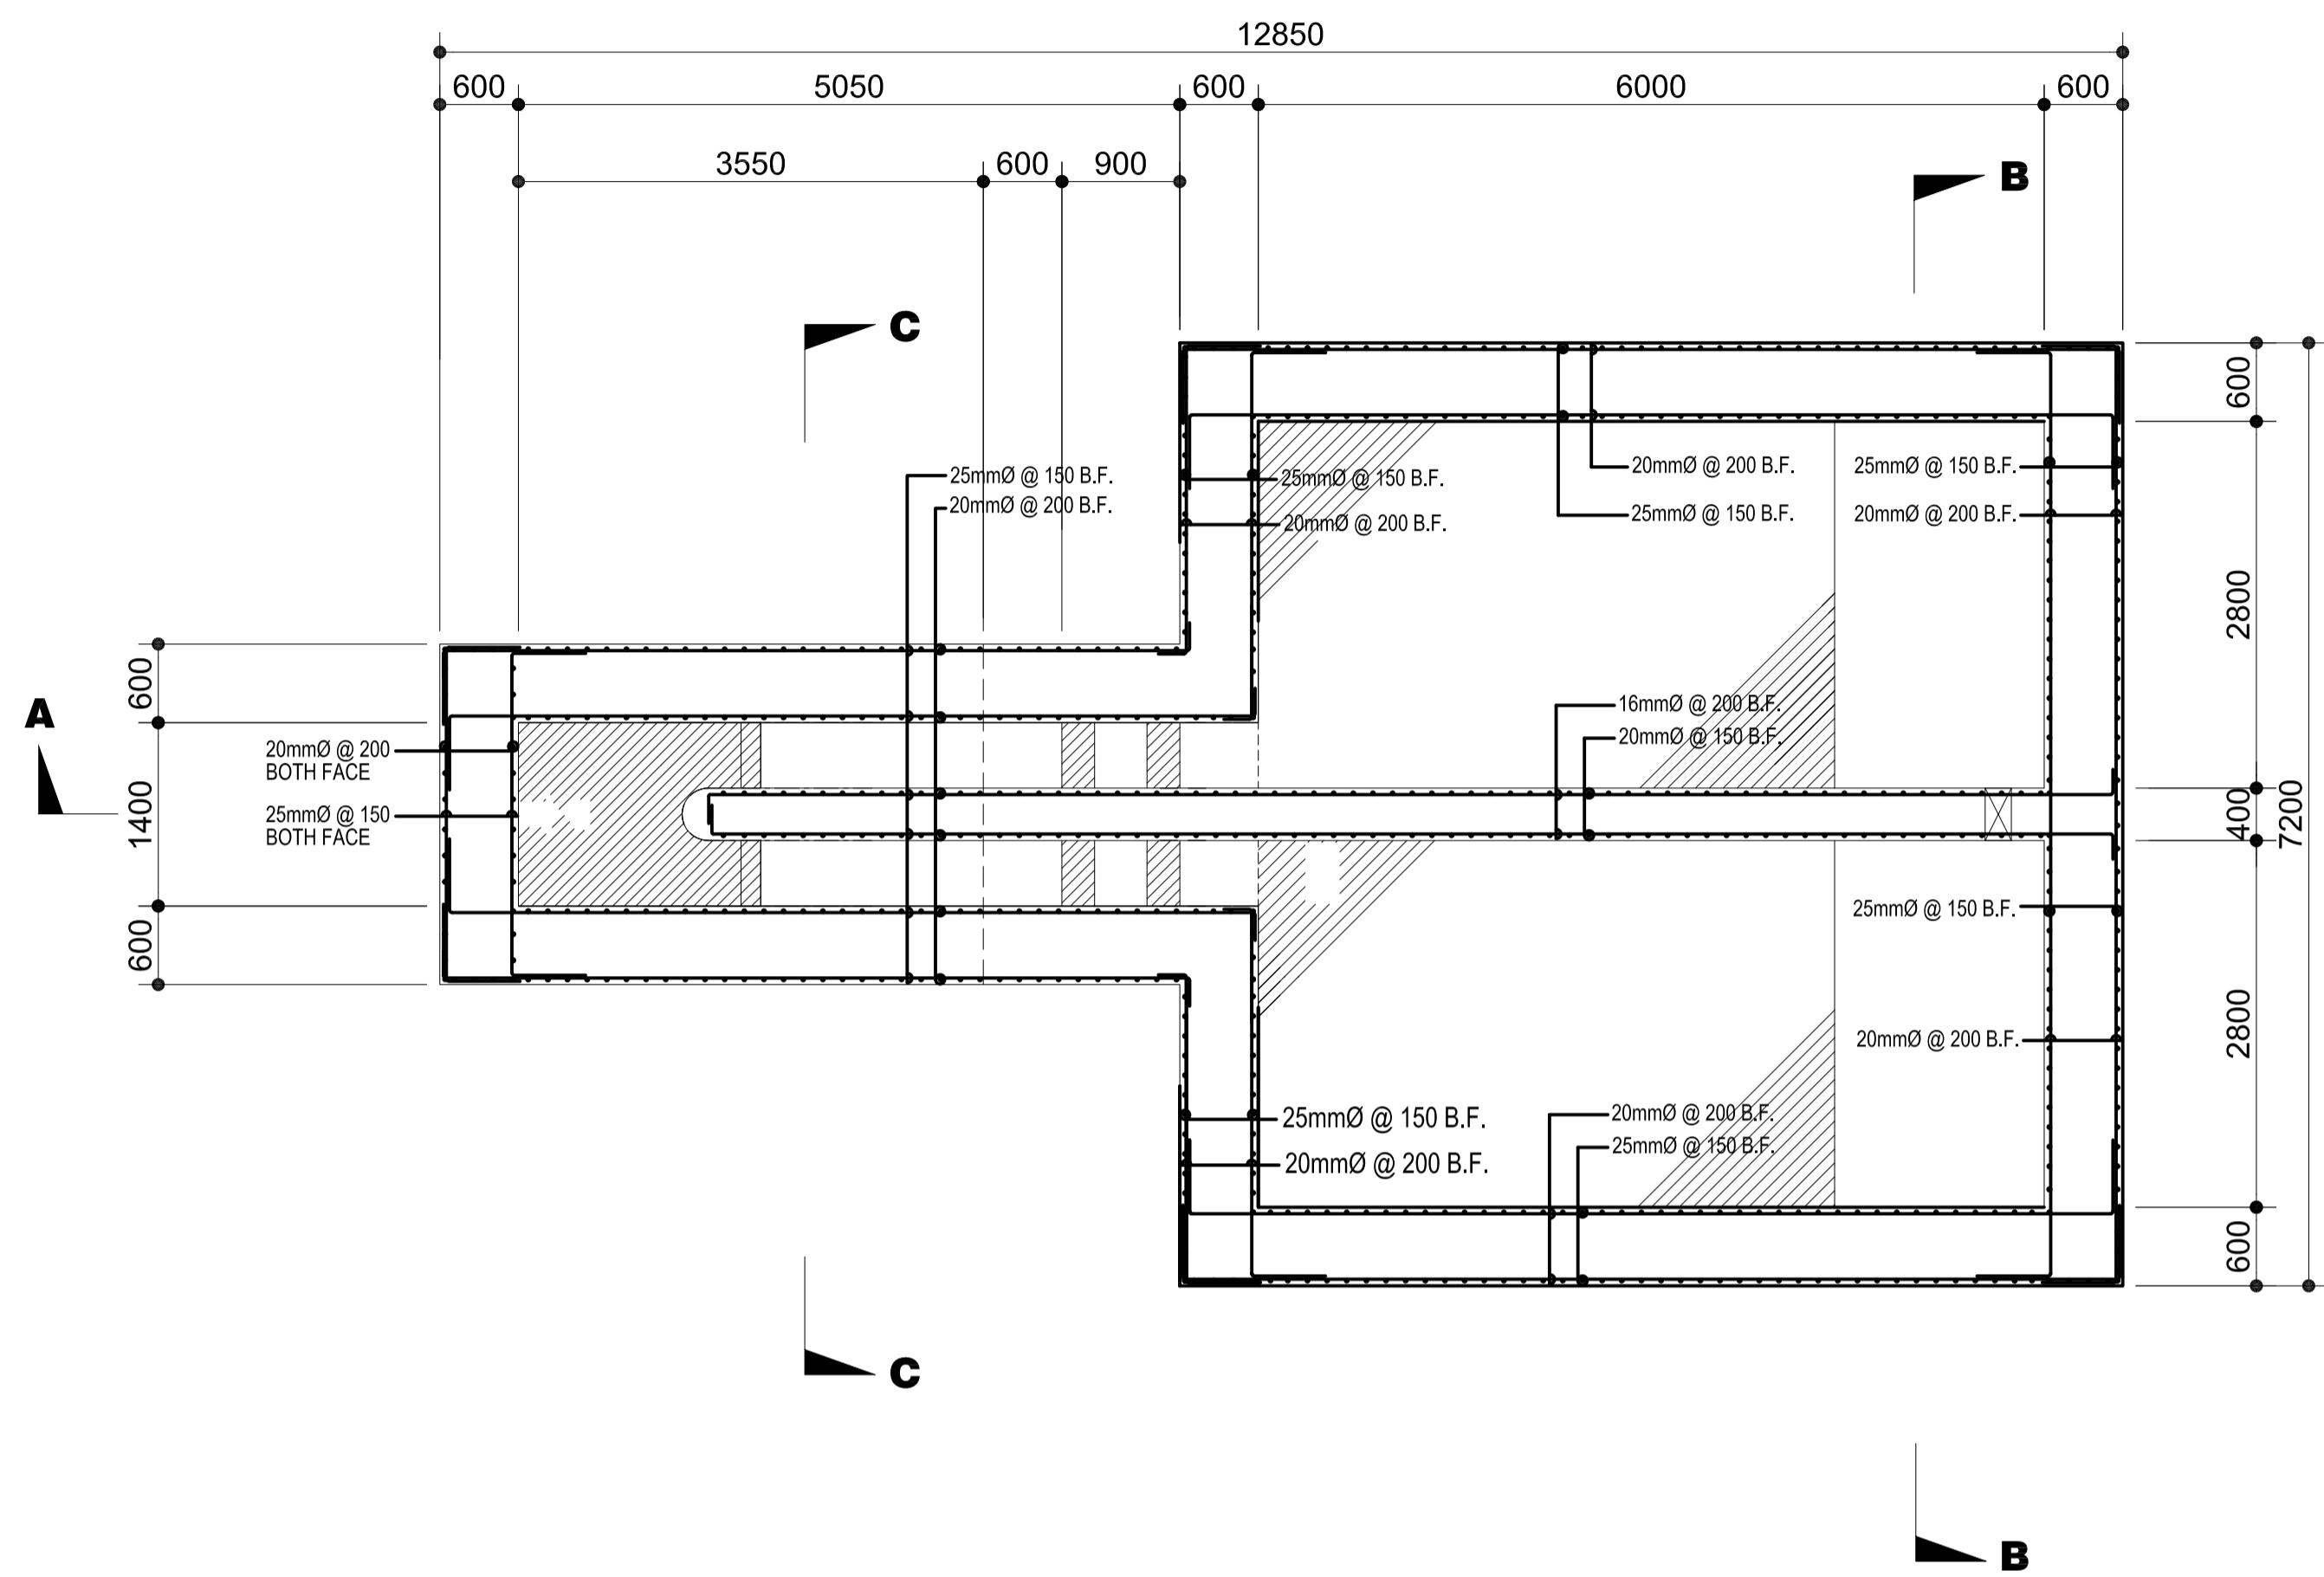 12850
600
5050
600
6000
600
3550
600
900
B
C
600
25mmØ @ 150 B.F.
20mmØ @ 200 B.F.
25mmØ @ 150 B.F.
20mmØ @ 200 B.F.
20mmØ @ 200 B.F.
25mmØ @ 150 B.F.
25mmØ @ 150 B.F.
20mmØ @ 200 B.F.
2800
A
600
16mmØ @ 200 B.F.
20mmØ @ 150 B.F.
20mmØ @ 200
BOTH FACE
25mmØ @ 150
BOTH FACE
1400
400
7200
600
25mmØ @ 150 B.F.
20mmØ @ 200 B.F.
2800
25mmØ @ 150 B.F.
20mmØ @ 200 B.F.
20mmØ @ 200 B.F.
25mmØ @ 150 B.F.
600
C
B